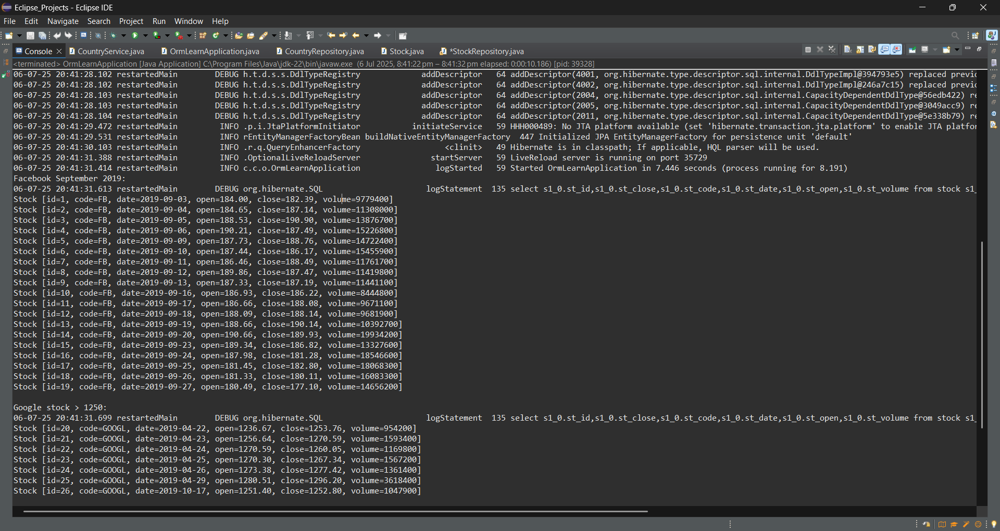 Eclipse_Projects - Eclipse IDE
File Edit Navigate Search Project Run Window Help
Console CountryService.java OrmLearnApplication.java CountryRepository.java Stock.java *StockRepository.java
<terminated> OrmLearnApplication [Java Application] C:\Program Files\Java\jdk-22\bin\javaw.exe (6 Jul 2025, 8:41:22 pm – 8:41:32 pm elapsed: 0:00:10.186) [pid: 39328]
06-07-25 20:41:28.102 restartedMain DEBUG h.t.d.s.s.DdlTypeRegistry addDescriptor 64 addDescriptor(4001, org.hibernate.type.descriptor.sql.internal.DdlTypeImpl@394793e5) replaced previc
06-07-25 20:41:28.102 restartedMain DEBUG h.t.d.s.s.DdlTypeRegistry addDescriptor 64 addDescriptor(4002, org.hibernate.type.descriptor.sql.internal.DdlTypeImpl@246a7c15) replaced previc
06-07-25 20:41:28.103 restartedMain DEBUG h.t.d.s.s.DdlTypeRegistry addDescriptor 64 addDescriptor(2004, org.hibernate.type.descriptor.sql.internal.CapacityDependentDdlType@56edb422) re
06-07-25 20:41:28.103 restartedMain DEBUG h.t.d.s.s.DdlTypeRegistry addDescriptor 64 addDescriptor(2005, org.hibernate.type.descriptor.sql.internal.CapacityDependentDdlType@3049acc9) re
06-07-25 20:41:28.104 restartedMain DEBUG h.t.d.s.s.DdlTypeRegistry addDescriptor 64 addDescriptor(2011, org.hibernate.type.descriptor.sql.internal.CapacityDependentDdlType@5e338b79) re
06-07-25 20:41:29.472 restartedMain INFO .p.i.JtaPlatformInitiator initiateService 59 HHH000489: No JTA platform available (set 'hibernate.transaction.jta.platform' to enable JTA platfor
06-07-25 20:41:29.531 restartedMain INFO rEntityManagerFactoryBean buildNativeEntityManagerFactory 447 Initialized JPA EntityManagerFactory for persistence unit 'default'
06-07-25 20:41:30.103 restartedMain INFO .r.q.QueryEnhancerFactory <clinit> 49 Hibernate is in classpath; If applicable, HQL parser will be used.
06-07-25 20:41:31.388 restartedMain INFO .OptionalLiveReloadServer startServer 59 LiveReload server is running on port 35729
06-07-25 20:41:31.414 restartedMain INFO c.c.o.OrmLearnApplication logStarted 59 Started OrmLearnApplication in 7.446 seconds (process running for 8.191)
Facebook September 2019:
06-07-25 20:41:31.613 restartedMain DEBUG org.hibernate.SQL logStatement 135 select s1_0.st_id,s1_0.st_close,s1_0.st_code,s1_0.st_date,s1_0.st_open,s1_0.st_volume from stock s1_
Stock [id=1, code=FB, date=2019-09-03, open=184.00, close=182.39, volume=9779400]
Stock [id=2, code=FB, date=2019-09-04, open=184.65, close=187.14, volume=11308000]
Stock [id=3, code=FB, date=2019-09-05, open=188.53, close=190.90, volume=13876700]
Stock [id=4, code=FB, date=2019-09-06, open=190.21, close=187.49, volume=15226800]
Stock [id=5, code=FB, date=2019-09-09, open=187.73, close=188.76, volume=14722400]
Stock [id=6, code=FB, date=2019-09-10, open=187.44, close=186.17, volume=15455900]
Stock [id=7, code=FB, date=2019-09-11, open=186.46, close=188.49, volume=11761700]
Stock [id=8, code=FB, date=2019-09-12, open=189.86, close=187.47, volume=11419800]
Stock [id=9, code=FB, date=2019-09-13, open=187.33, close=187.19, volume=11441100]
Stock [id=10, code=FB, date=2019-09-16, open=186.93, close=186.22, volume=8444800]
Stock [id=11, code=FB, date=2019-09-17, open=186.66, close=188.08, volume=9671100]
Stock [id=12, code=FB, date=2019-09-18, open=188.09, close=188.14, volume=9681900]
Stock [id=13, code=FB, date=2019-09-19, open=188.66, close=190.14, volume=10392700]
Stock [id=14, code=FB, date=2019-09-20, open=190.66, close=189.93, volume=19934200]
Stock [id=15, code=FB, date=2019-09-23, open=189.34, close=186.82, volume=13327600]
Stock [id=16, code=FB, date=2019-09-24, open=187.98, close=181.28, volume=18546600]
Stock [id=17, code=FB, date=2019-09-25, open=181.45, close=182.80, volume=18068300]
Stock [id=18, code=FB, date=2019-09-26, open=181.33, close=180.11, volume=16083300]
Stock [id=19, code=FB, date=2019-09-27, open=180.49, close=177.10, volume=14656200]
Google stock > 1250:
06-07-25 20:41:31.699 restartedMain DEBUG org.hibernate.SQL logStatement 135 select s1_0.st_id,s1_0.st_close,s1_0.st_code,s1_0.st_date,s1_0.st_open,s1_0.st_volume from stock s1_
Stock [id=20, code=GOOGL, date=2019-04-22, open=1236.67, close=1253.76, volume=954200]
Stock [id=21, code=GOOGL, date=2019-04-23, open=1256.64, close=1270.59, volume=1593400]
Stock [id=22, code=GOOGL, date=2019-04-24, open=1270.59, close=1260.05, volume=1169800]
Stock [id=23, code=GOOGL, date=2019-04-25, open=1270.30, close=1267.34, volume=1567200]
Stock [id=24, code=GOOGL, date=2019-04-26, open=1273.38, close=1277.42, volume=1361400]
Stock [id=25, code=GOOGL, date=2019-04-29, open=1280.51, close=1296.20, volume=3618400]
Stock [id=26, code=GOOGL, date=2019-10-17, open=1251.40, close=1252.80, volume=1047900]